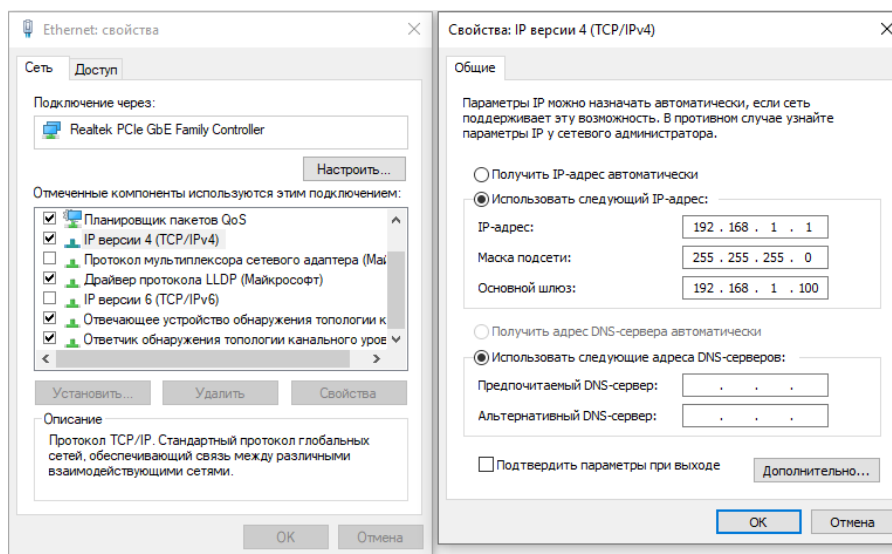 Ethernet: свойства
Сеть
Доступ
Подключение через:
Realtek PCIe GbE Family Controller
Настроить...
Отмеченные компоненты используются этим подключением:
Планировщик пакетов QoS
IP версии 4 (TCP/IPv4)
Протокол мультиплексора сетевого адаптера (Май
Драйвер протокола LLDP (Майкрософт)
IP версии 6 (TCP/IPv6)
Отвечающее устройство обнаружения топологии к
Ответчик обнаружения топологии канального уров
Установить...
Удалить
Свойства
Описание
Протокол TCP/IP. Стандартный протокол глобальных
сетей, обеспечивающий связь между различными
взаимодействующими сетями.
OK
Отмена
Свойства: IP версии 4 (TCP/IPv4)
Общие
Параметры IP можно назначать автоматически, если сеть
поддерживает эту возможность. В противном случае узнайте
параметры IP у сетевого администратора.
Получить IP-адрес автоматически
Использовать следующий IP-адрес:
IP-адрес:
192 . 168 . 1 . 1
Маска подсети:
255 . 255 . 255 . 0
Основной шлюз:
192 . 168 . 1 . 100
Получить адрес DNS-сервера автоматически
Использовать следующие адреса DNS-серверов:
Предпочитаемый DNS-сервер:
. . .
Альтернативный DNS-сервер:
. . .
Подтвердить параметры при выходе
Дополнительно...
OK
Отмена